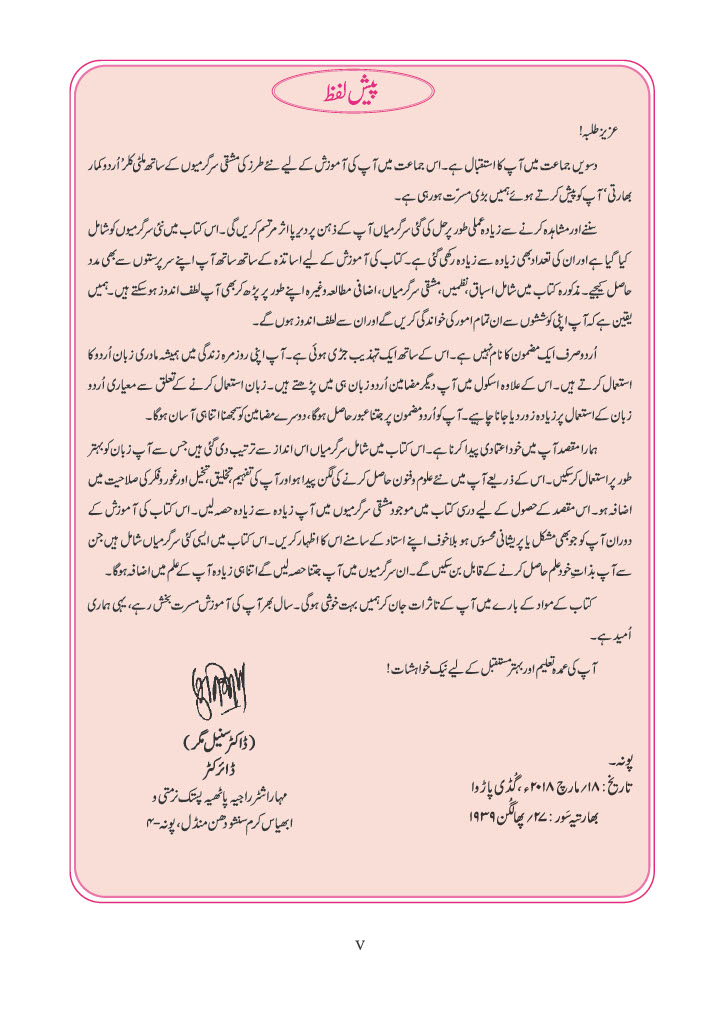 پیش لفظ
عزیز طلبہ!
دسویں جماعت میں آپ کا استقبال ہے۔ اس جماعت میں آپ کی آموزش کے لیے نئے طرز کی مشقی سرگرمیوں کے ساتھ ملٹی کلر' اُردو کمار
بھارتی' آپ کو پیش کرتے ہوئے ہمیں بڑی مسرّت ہو رہی ہے۔
سننے اور مشاہدہ کرنے سے زیادہ عملی طور پر حل کی گئی سرگرمیاں آپ کے ذہن پر دیرپا اثر مرتسم کریں گی۔ اس کتاب میں نئی سرگرمیوں کو شامل
کیا گیا ہے اور ان کی تعداد بھی زیادہ سے زیادہ رکھی گئی ہے۔ کتاب کی آموزش کے لیے اساتذہ کے ساتھ ساتھ آپ اپنے سرپرستوں سے بھی مدد
حاصل کیجیے۔ مذکورہ کتاب میں شامل اسباق، نظمیں، مشقی سرگرمیاں، اضافی مطالعہ وغیرہ اپنے طور پر پڑھ کر بھی آپ لطف اندوز ہو سکتے ہیں۔ ہمیں
یقین ہے کہ آپ اپنی کوششوں سے ان تمام امور کی خواندگی کریں گے اور ان سے لطف اندوز ہوں گے۔
اُردو صرف ایک مضمون کا نام نہیں ہے۔ اس کے ساتھ ایک تہذیب جڑی ہوئی ہے۔ آپ اپنی روزمرہ زندگی میں ہمیشہ مادری زبان اُردو کا
استعمال کرتے ہیں۔ اس کے علاوہ اسکول میں آپ دیگر مضامین اُردو زبان ہی میں پڑھتے ہیں۔ زبان استعمال کرنے کے تعلق سے معیاری اُردو
زبان کے استعمال پر زیادہ زور دیا جانا چاہیے۔ آپ کو اُردو مضمون پر جتنا عبور حاصل ہوگا، دوسرے مضامین کو سمجھنا اتنا ہی آسان ہوگا۔
ہمارا مقصد آپ میں خود اعتمادی پیدا کرنا ہے۔ اس کتاب میں شامل سرگرمیاں اس انداز سے ترتیب دی گئی ہیں جس سے آپ زبان کو بہتر
طور پر استعمال کرسکیں۔ اس کے ذریعے آپ میں نئے علوم و فنون حاصل کرنے کی لگن پیدا ہو اور آپ کی تفہیم، تخلیق، تخیل اور غور و فکر کی صلاحیت میں
اضافہ ہو۔ اس مقصد کے حصول کے لیے درسی کتاب میں موجود مشقی سرگرمیوں میں آپ زیادہ سے زیادہ حصہ لیں۔ اس کتاب کی آموزش کے
دوران آپ کو جو بھی مشکل یا پریشانی محسوس ہو بلا خوف اپنے استاد کے سامنے اس کا اظہار کریں۔ اس کتاب میں ایسی کئی سرگرمیاں شامل ہیں جن
سے آپ بذاتِ خود علم حاصل کرنے کے قابل بن سکیں گے۔ ان سرگرمیوں میں آپ جتنا حصہ لیں گے اتنا ہی زیادہ آپ کے علم میں اضافہ ہوگا۔
کتاب کے مواد کے بارے میں آپ کے تاثرات جان کر ہمیں بہت خوشی ہوگی۔ سال بھر آپ کی آموزش مسرت بخش رہے، یہی ہماری
اُمید ہے۔
آپ کی عمدہ تعلیم اور بہتر مستقبل کے لیے نیک خواہشات!
(ڈاکٹر سنیل مگر)
ڈائرکٹر
مہاراشٹر راجیہ پاٹھیہ پستک نرمتی و
ابھیاس کرم سنشودھن منڈل، پونہ-۴
پونہ۔
تاریخ: ۱۸؍مارچ ۲۰۱۸ء، گُڈی پاڑوا
بھارتیہ سَور: ۲۷؍ پھالگُن ۱۹۳۹
V